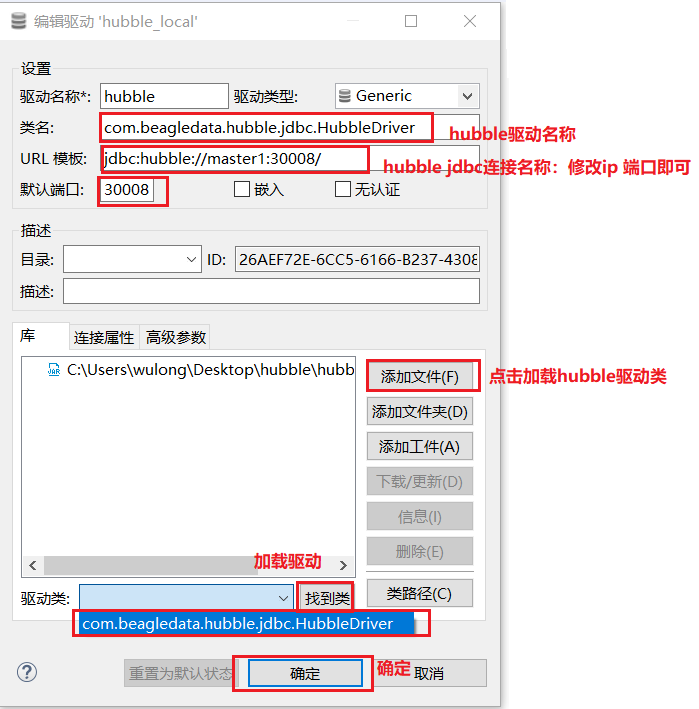 编辑驱动 'hubble_local'
设置
驱动名称*: hubble 驱动类型: Generic
类名: com.beagledata.hubble.jdbc.HubbleDriver
hubble驱动名称
URL 模板: jdbc:hubble://master1:30008/
hubble jdbc连接名称：修改ip 端口即可
默认端口: 30008 嵌入 无认证
描述
目录: ID: 26AEF72E-6CC5-6166-B237-4308
描述:
库 连接属性 高级参数
JAR C:\Users\wulong\Desktop\hubble\hubb
添加文件(F)
点击加载hubble驱动类
添加文件夹(D)
添加工件(A)
下载/更新(D)
信息(I)
删除(E)
加载驱动
驱动类: 找到类 类路径(C)
com.beagledata.hubble.jdbc.HubbleDriver
? 重置为默认状态 确定 确定 取消